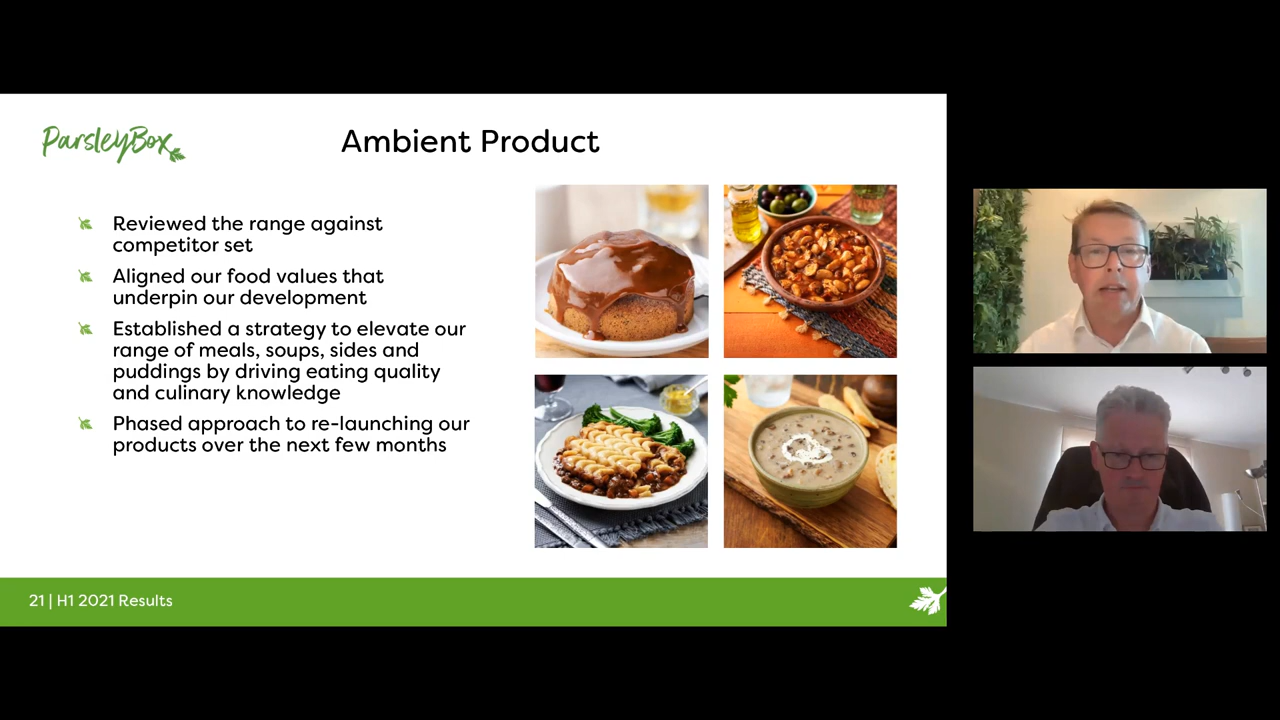 ParsleyBox
Ambient Product
Reviewed the range against
competitor set
Aligned our food values that
underpin our development
Established a strategy to elevate our
range of meals, soups, sides and
puddings by driving eating quality
and culinary knowledge
Phased approach to re-launching our
products over the next few months
21 | H1 2021 Results